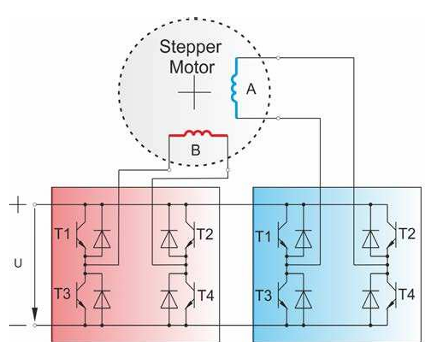 Stepper
Motor
A
B
+
U
−
T1
T2
T3
T4
T1
T2
T3
T4